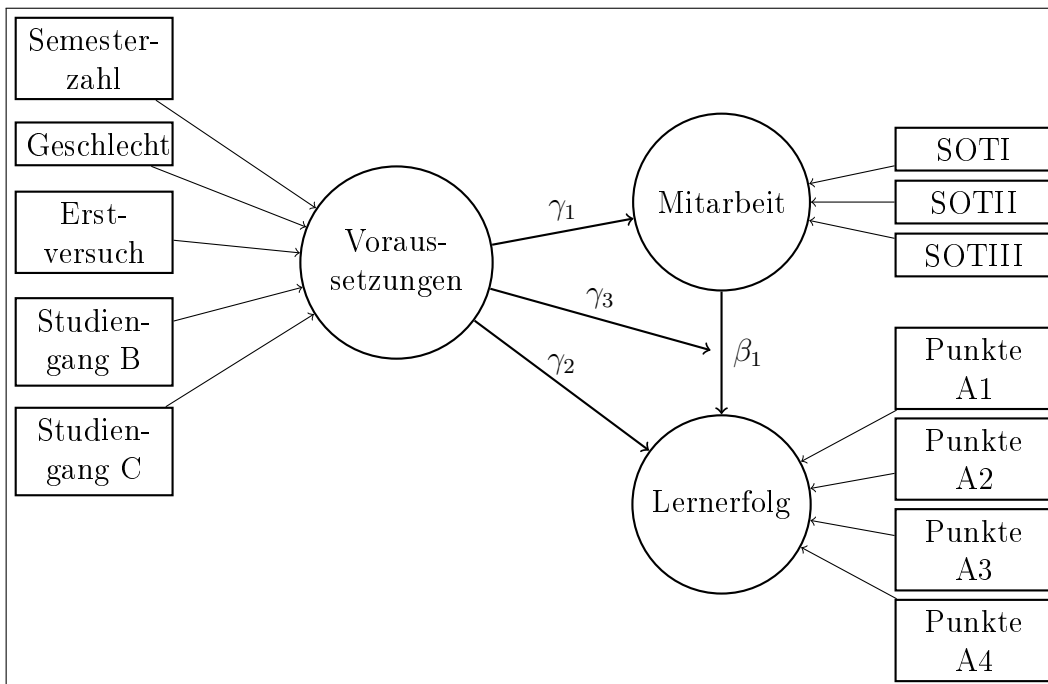 Semester-
zahl
Geschlecht
Erst-
versuch
Studien-
gang B
Studien-
gang C
Voraus-
setzungen
γ1
γ3
γ2
Mitarbeit
β1
Lernerfolg
SOTI
SOTII
SOTIII
Punkte
A1
Punkte
A2
Punkte
A3
Punkte
A4